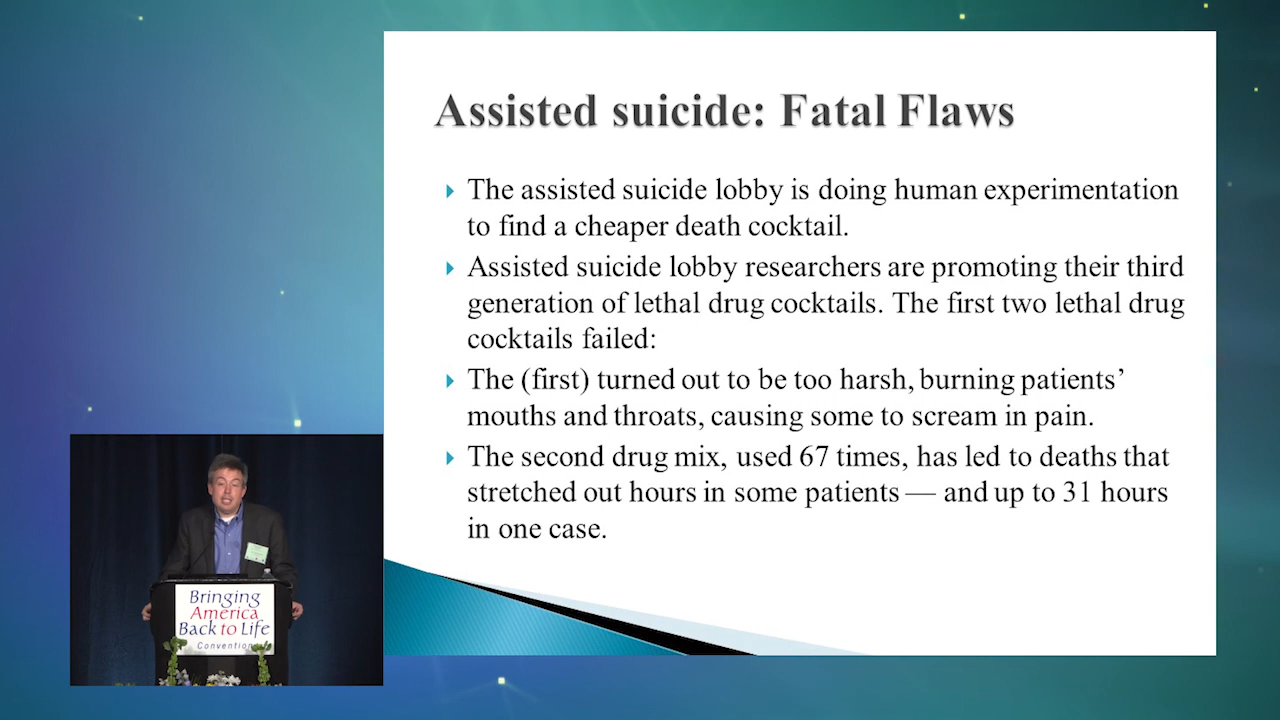 Assisted suicide: Fatal Flaws
The assisted suicide lobby is doing human experimentation
to find a cheaper death cocktail.
Assisted suicide lobby researchers are promoting their third
generation of lethal drug cocktails. The first two lethal drug
cocktails failed:
The (first) turned out to be too harsh, burning patients’
mouths and throats, causing some to scream in pain.
The second drug mix, used 67 times, has led to deaths that
stretched out hours in some patients — and up to 31 hours
in one case.
Bringing
America
Back to Life
Convention